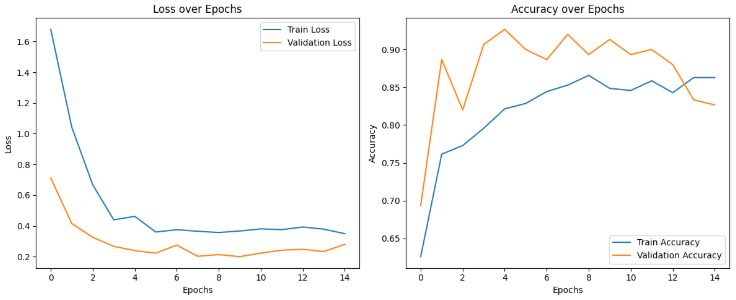 Loss over Epochs
Train Loss
Validation Loss
1.6
1.4
1.2
1.0
0.8
0.6
0.4
0.2
Loss
0 2 4 6 8 10 12 14
Epochs
Accuracy over Epochs
0.90
0.85
0.80
0.75
0.70
0.65
Accuracy
Train Accuracy
Validation Accuracy
0 2 4 6 8 10 12 14
Epochs